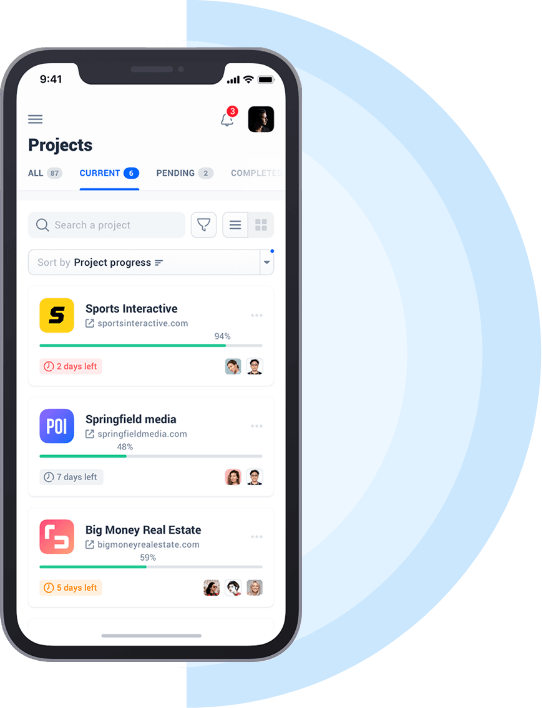 9:41
3
Projects
ALL 87 CURRENT 6 PENDING 2 COMPLETE
Search a project
Sort by Project progress
S
Sports Interactive
sportsinteractive.com
94%
2 days left
POI
Springfield media
springfieldmedia.com
48%
7 days left
Big Money Real Estate
bigmoneyrealestate.com
59%
5 days left